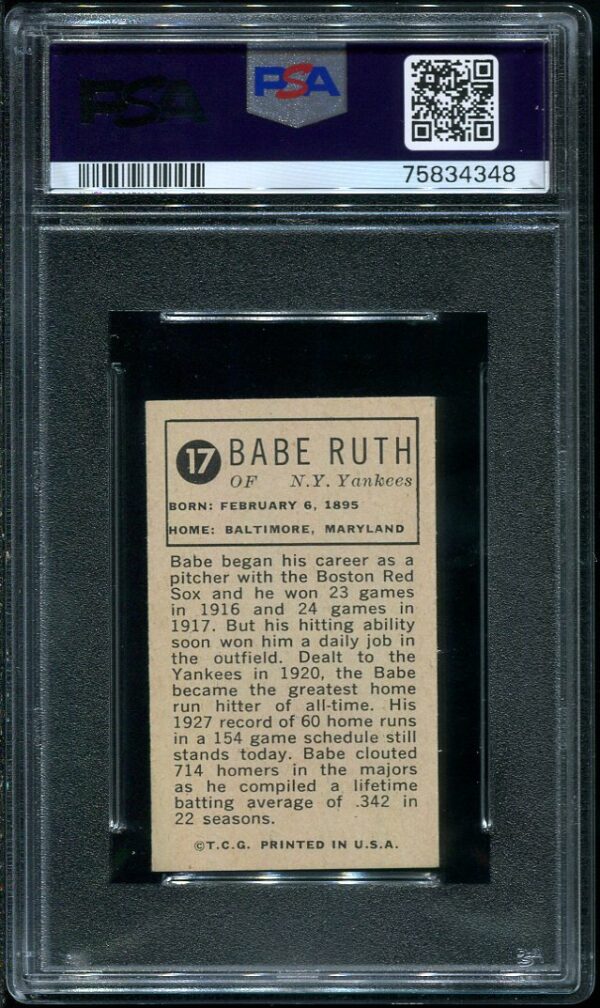 PSA
PSA
75834348
17 BABE RUTH
OF N.Y. Yankees
BORN: FEBRUARY 6, 1895
HOME: BALTIMORE, MARYLAND
Babe began his career as a
pitcher with the Boston Red
Sox and he won 23 games
in 1916 and 24 games in
1917. But his hitting ability
soon won him a daily job in
the outfield. Dealt to the
Yankees in 1920, the Babe
became the greatest home
run hitter of all-time. His
1927 record of 60 home runs
in a 154 game schedule still
stands today. Babe clouted
714 homers in the majors
as he compiled a lifetime
batting average of .342 in
22 seasons.
©T.C.G. PRINTED IN U.S.A.